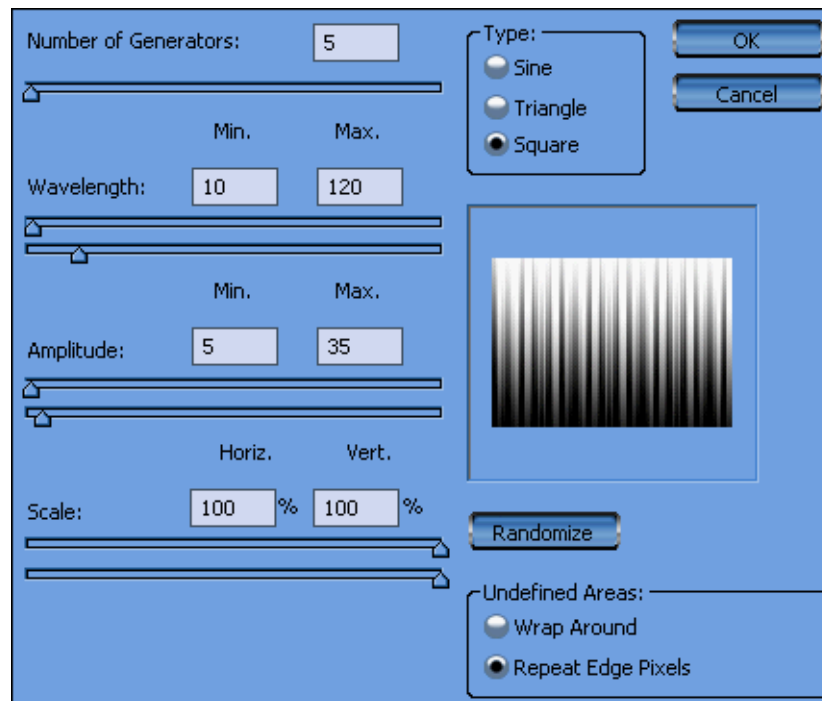 Number of Generators: 5
Min. Max.
Wavelength: 10 120
Min. Max.
Amplitude: 5 35
Horiz. Vert.
Scale: 100 % 100 %
Type:
Sine
Triangle
Square
OK
Cancel
Randomize
Undefined Areas:
Wrap Around
Repeat Edge Pixels